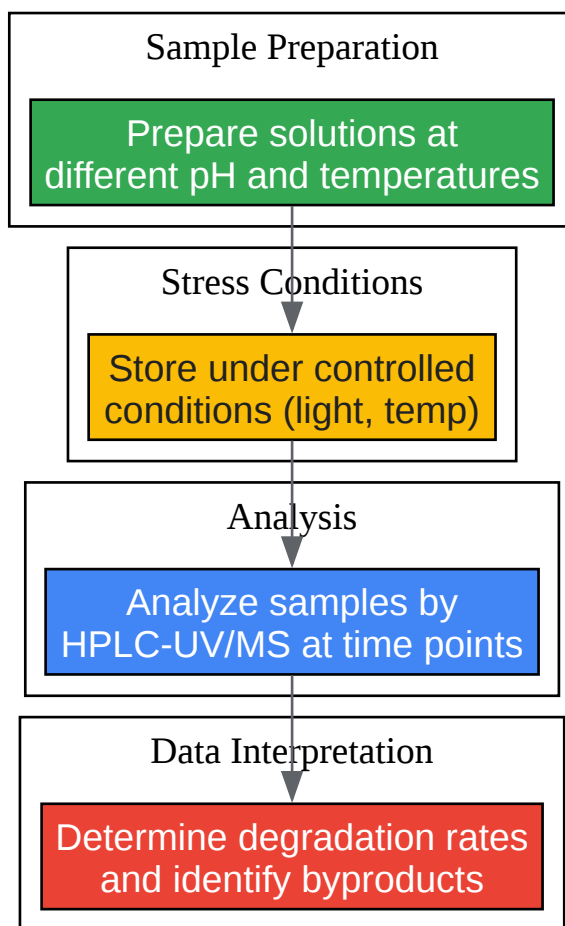 Sample Preparation
Prepare solutions at
different pH and temperatures
Stress Conditions
Store under controlled
conditions (light, temp)
Analysis
Analyze samples by
HPLC-UV/MS at time points
Data Interpretation
Determine degradation rates
and identify byproducts